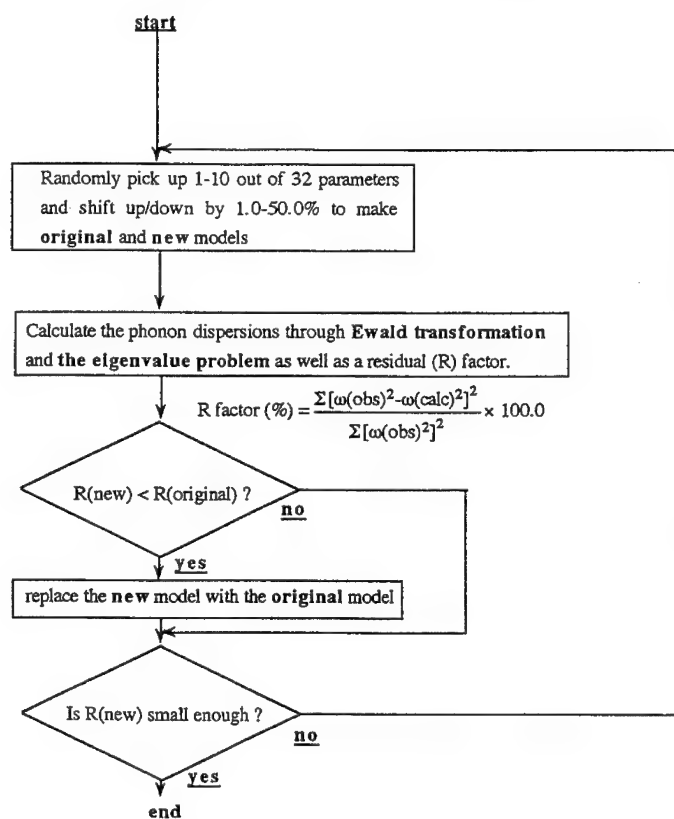 start
Randomly pick up 1-10 out of 32 parameters
and shift up/down by 1.0-50.0% to make
original and new models
Calculate the phonon dispersions through Ewald transformation
and the eigenvalue problem as well as a residual (R) factor.
R factor (%) = Σ[ω(obs)²-ω(calc)²]² / Σ[ω(obs)²]² × 100.0
R(new) < R(original) ?
no
yes
replace the new model with the original model
Is R(new) small enough ?
no
yes
end